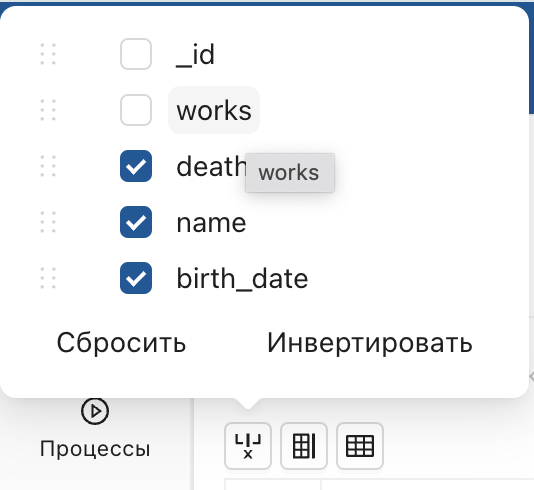 _id
works
death
works
name
birth_date
Сбросить Инвертировать
Процессы